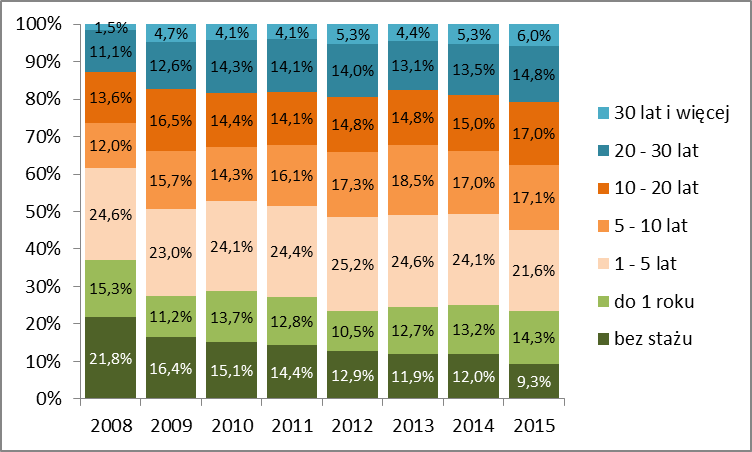 100%
90%
80%
70%
60%
50%
40%
30%
20%
10%
0%
1,5% 4,7% 4,1% 4,1% 5,3% 4,4% 5,3% 6,0%
11,1% 12,6% 14,3% 14,1% 14,0% 13,1% 13,5% 14,8%
13,6% 16,5% 14,4% 14,1% 14,8% 14,8% 15,0% 17,0%
12,0% 15,7% 14,3% 16,1% 17,3% 18,5% 17,0% 17,1%
24,6% 23,0% 24,1% 24,4% 25,2% 24,6% 24,1% 21,6%
15,3% 11,2% 13,7% 12,8% 10,5% 12,7% 13,2% 14,3%
21,8% 16,4% 15,1% 14,4% 12,9% 11,9% 12,0% 9,3%
2008 2009 2010 2011 2012 2013 2014 2015
30 lat i więcej
20 - 30 lat
10 - 20 lat
5 - 10 lat
1 - 5 lat
do 1 roku
bez stażu